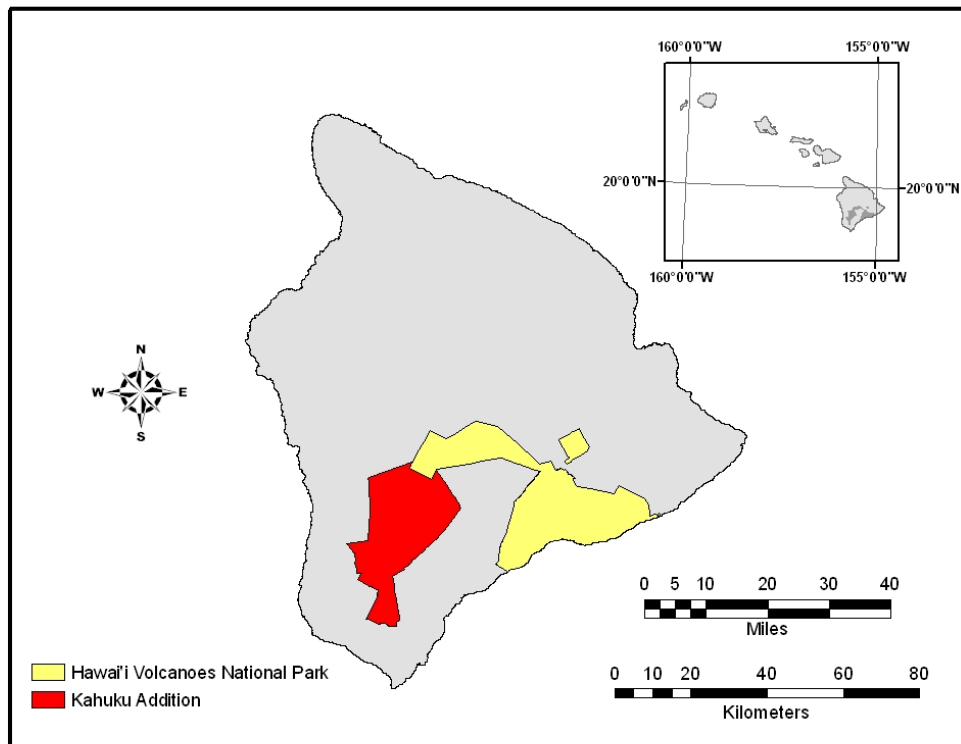 160°0'0"W 155°0'0"W
20°0'0"N 20°0'0"N
160°0'0"W 155°0'0"W
N
W E
S
0 5 10 20 30 40
Miles
Hawai'i Volcanoes National Park
0 10 20 40 60 80
Kahuku Addition
Kilometers